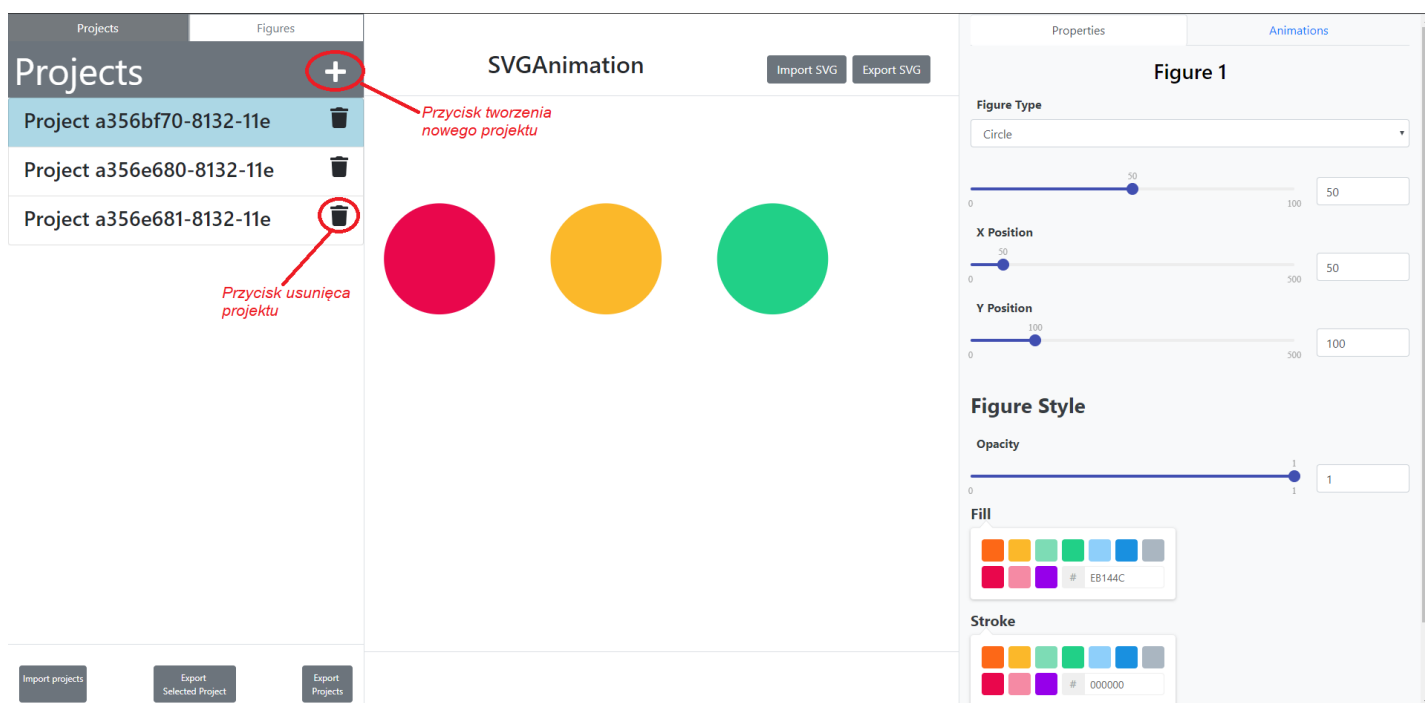 Projects
Figures
Projects
Project a356bf70-8132-11e
Project a356e680-8132-11e
Project a356e681-8132-11e
Przycisk usunięca
projektu
Import projects
Export
Selected Project
Export
Projects
SVGAnimation
Import SVG
Export SVG
Przycisk tworzenia
nowego projektu
Properties
Animations
Figure 1
Figure Type
Circle
50
0
100
50
X Position
50
0
500
50
Y Position
100
0
500
100
Figure Style
Opacity
1
0
1
1
Fill
# EB144C
Stroke
# 000000